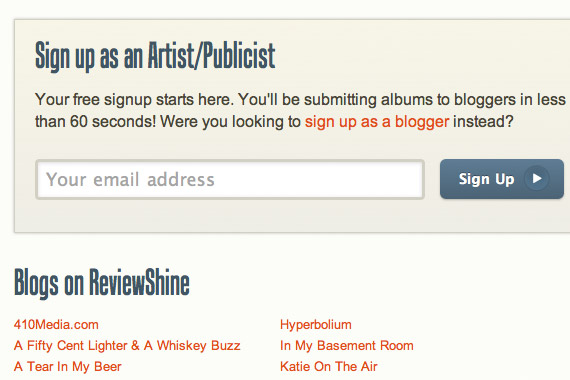 Sign up as an Artist/Publicist
Your free signup starts here. You'll be submitting albums to bloggers in less
than 60 seconds! Were you looking to sign up as a blogger instead?
Your email address
Sign Up
Blogs on ReviewShine
410Media.com
A Fifty Cent Lighter & A Whiskey Buzz
A Tear In My Beer
Hyperbolium
In My Basement Room
Katie On The Air